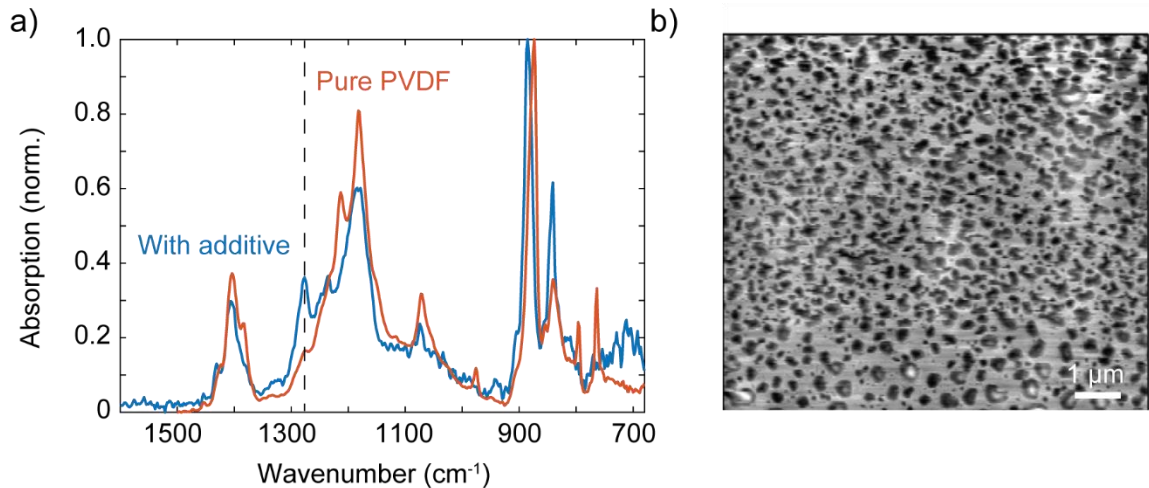 a)
b)
1.0
0.8
0.6
0.4
0.2
0
Absorption (norm.)
Pure PVDF
With additive
1500
1300
1100
900
700
Wavenumber (cm-1)
1 µm